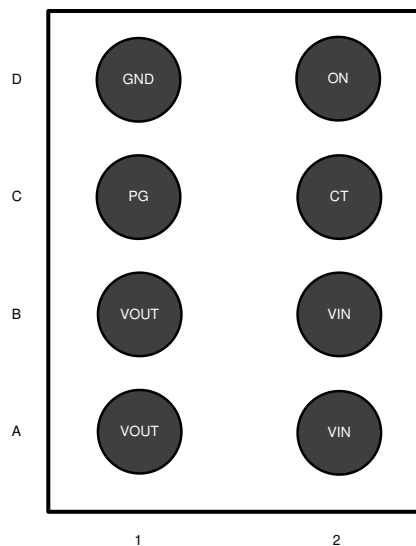 D GND ON
C PG CT
B VOUT VIN
A VOUT VIN
1 2